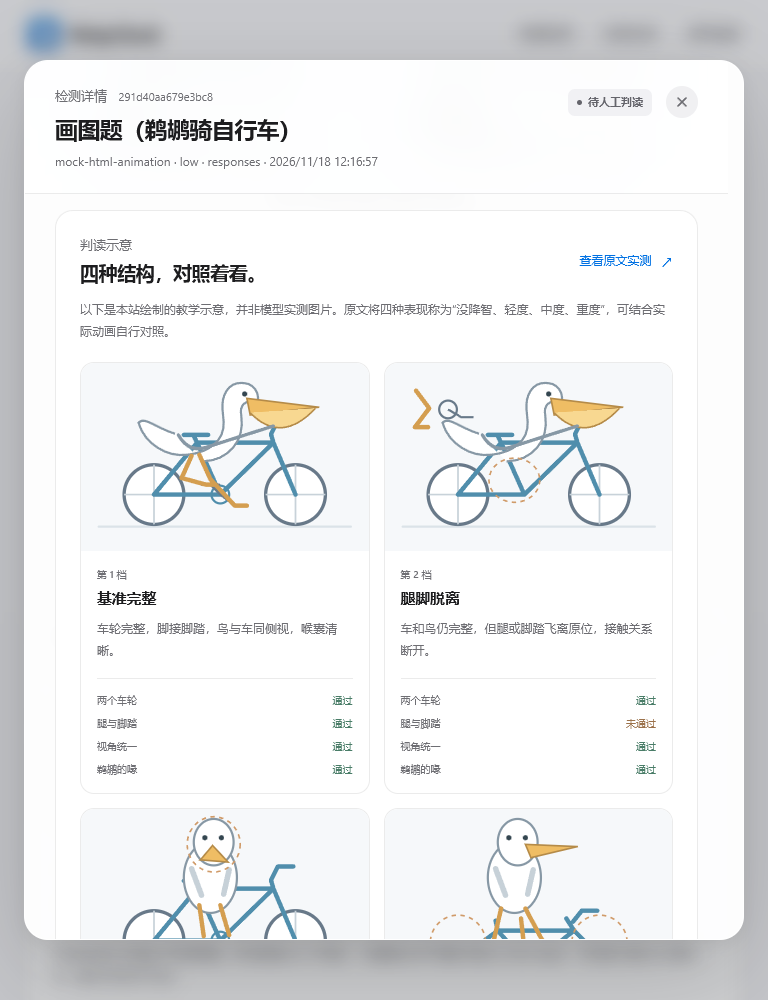 检测详情 291d40aa679e3bc8
待人工判读
画图题（鹈鹕骑自行车）
mock-html-animation · low · responses · 2026/11/18 12:16:57
判读示意
四种结构，对照着看。
查看原文实测 ↗
以下是本站绘制的教学示意，并非模型实测图片。原文将四种表现称为“没降智、轻度、中度、重度”，可结合实
际动画自行对照。
第 1 档
基准完整
车轮完整，脚接脚踏，鸟与车同侧视，喉囊清
晰。
两个车轮 通过
腿与脚踏 通过
视角统一 通过
鹈鹕的喙 通过
第 2 档
腿脚脱离
车和鸟仍完整，但腿或脚踏飞离原位，接触关系
断开。
两个车轮 通过
腿与脚踏 未通过
视角统一 通过
鹈鹕的喙 通过